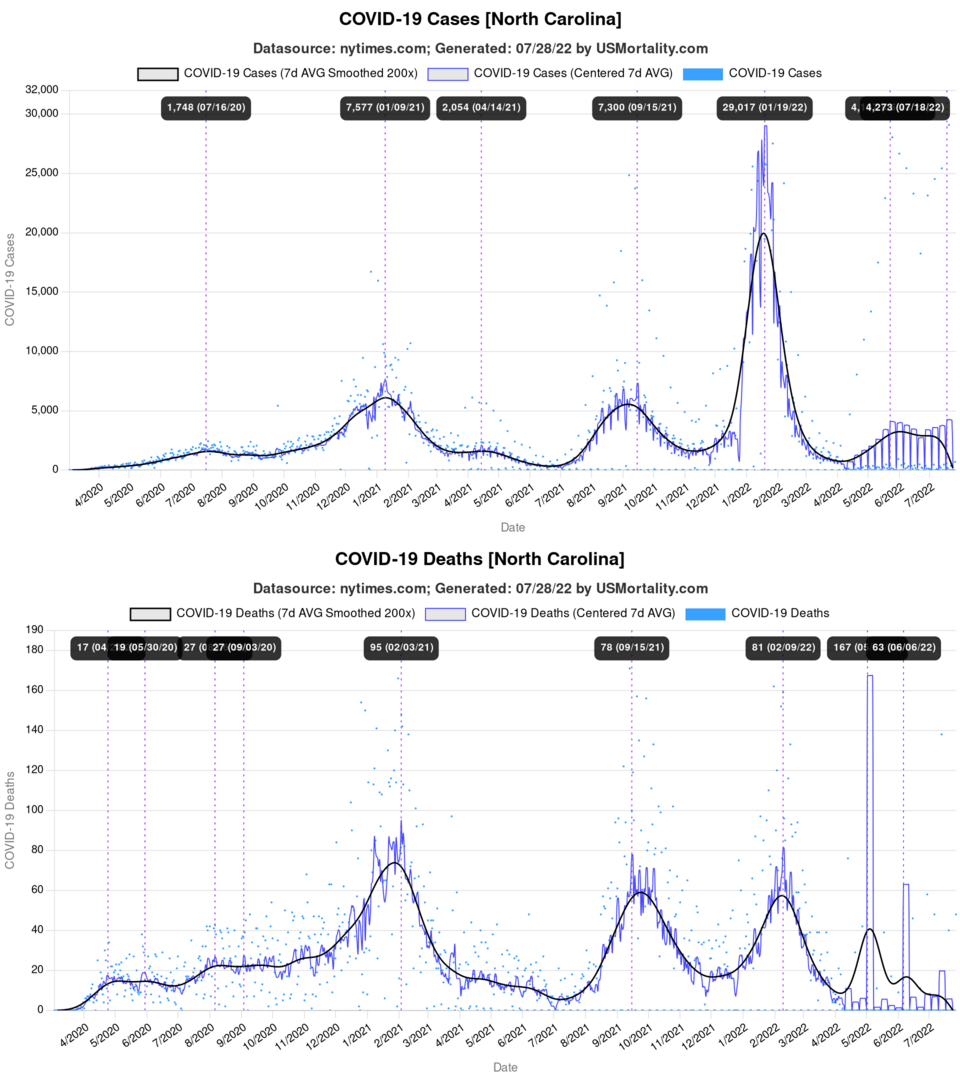 COVID-19 Cases [North Carolina]
Datasource: nytimes.com; Generated: 07/28/22 by USMortality.com
COVID-19 Cases (7d AVG Smoothed 200x) COVID-19 Cases (Centered 7d AVG) COVID-19 Cases
32,000
1,748 (07/16/20) 7,577 (01/09/21) 2,054 (04/14/21) 7,300 (09/15/21) 29,017 (01/19/22) 4, 4,273 (07/18/22)
30,000
25,000
20,000
15,000
10,000
5,000
0
COVID-19 Cases
4/2020 5/2020 6/2020 7/2020 8/2020 9/2020 10/2020 11/2020 12/2020 1/2021 2/2021 3/2021 4/2021 5/2021 6/2021 7/2021 8/2021 9/2021 10/2021 11/2021 12/2021 1/2022 2/2022 3/2022 4/2022 5/2022 6/2022 7/2022
Date
COVID-19 Deaths [North Carolina]
Datasource: nytimes.com; Generated: 07/28/22 by USMortality.com
COVID-19 Deaths (7d AVG Smoothed 200x) COVID-19 Deaths (Centered 7d AVG) COVID-19 Deaths
190
17 (04 19 (05/30/20) 27 (0 27 (09/03/20) 95 (02/03/21) 78 (09/15/21) 81 (02/09/22) 167 (05 63 (06/06/22)
180
160
140
120
100
80
60
40
20
0
COVID-19 Deaths
4/2020 5/2020 6/2020 7/2020 8/2020 9/2020 10/2020 11/2020 12/2020 1/2021 2/2021 3/2021 4/2021 5/2021 6/2021 7/2021 8/2021 9/2021 10/2021 11/2021 12/2021 1/2022 2/2022 3/2022 4/2022 5/2022 6/2022 7/2022
Date